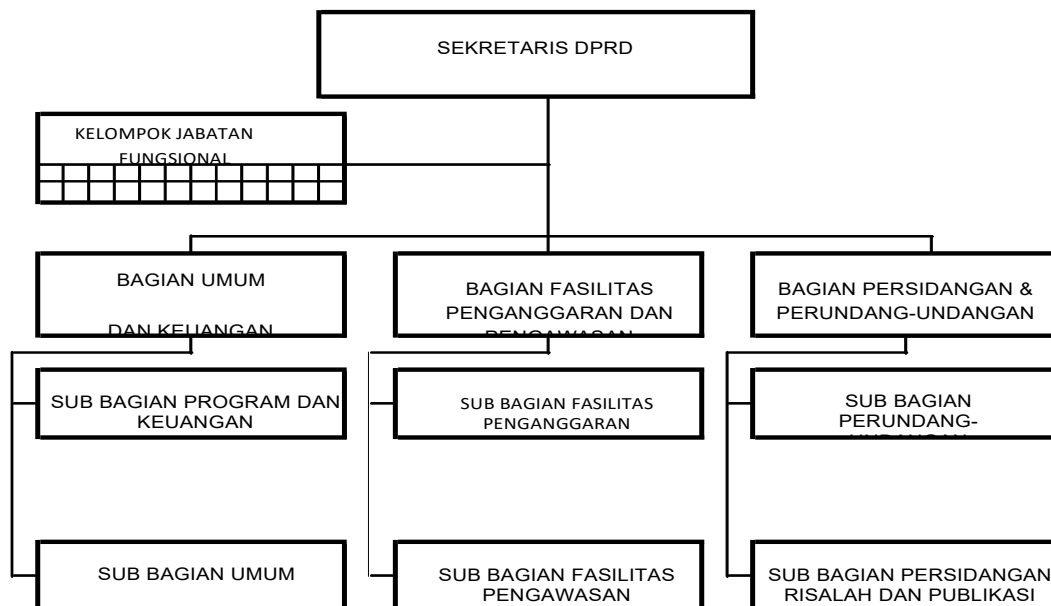 SEKRETARIS DPRD
KELOMPOK JABATAN
FUNGSIONAL
BAGIAN UMUM
DAN KEUANGAN
BAGIAN FASILITAS
PENGANGGARAN DAN
PENGAWASAN
BAGIAN PERSIDANGAN &
PERUNDANG-UNDANGAN
SUB BAGIAN PROGRAM DAN
KEUANGAN
SUB BAGIAN FASILITAS
PENGANGGARAN
SUB BAGIAN
PERUNDANG-
UNDANGAN
SUB BAGIAN UMUM
SUB BAGIAN FASILITAS
PENGAWASAN
SUB BAGIAN PERSIDANGAN
RISALAH DAN PUBLIKASI